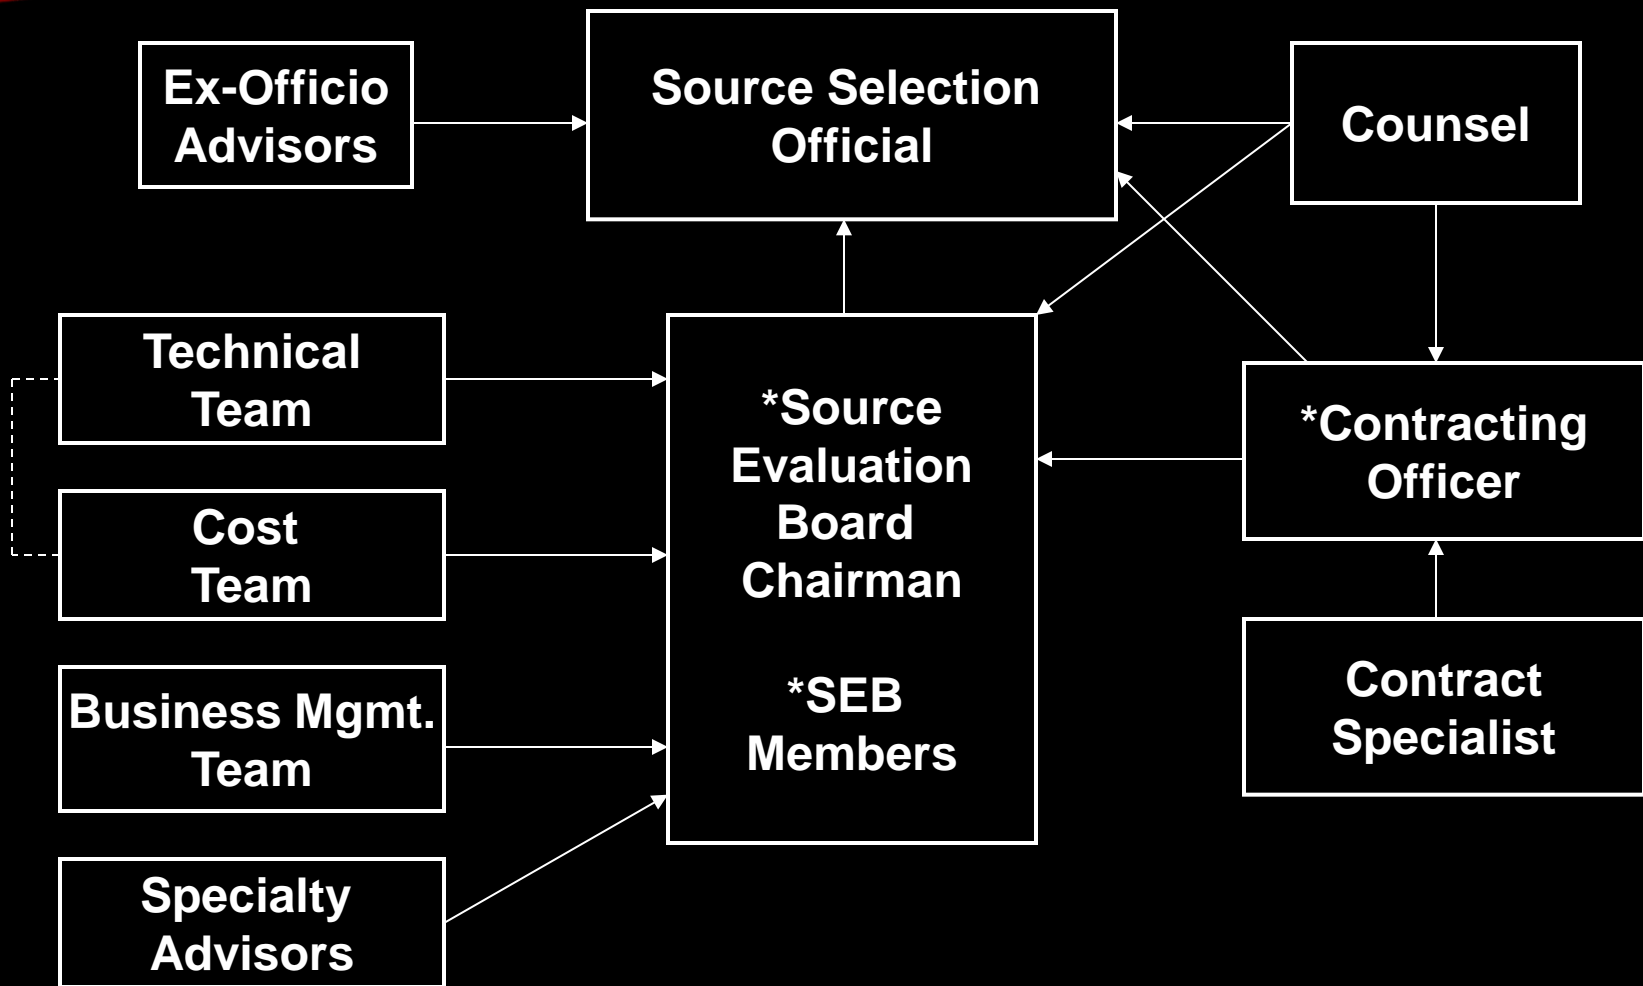 Ex-Officio
Advisors
Source Selection
Official
Counsel
Technical
Team
Cost
Team
Business Mgmt.
Team
Specialty
Advisors
*Source
Evaluation
Board
Chairman
*SEB
Members
*Contracting
Officer
Contract
Specialist